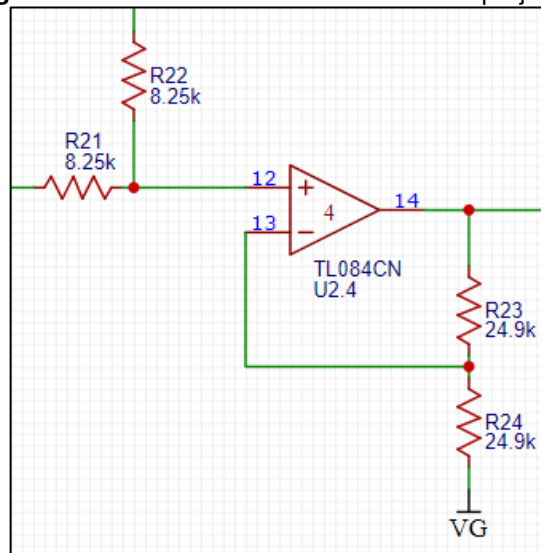 R22
8.25k
R21
8.25k
12
+
4
14
13
−
TL084CN
U2.4
R23
24.9k
R24
24.9k
VG